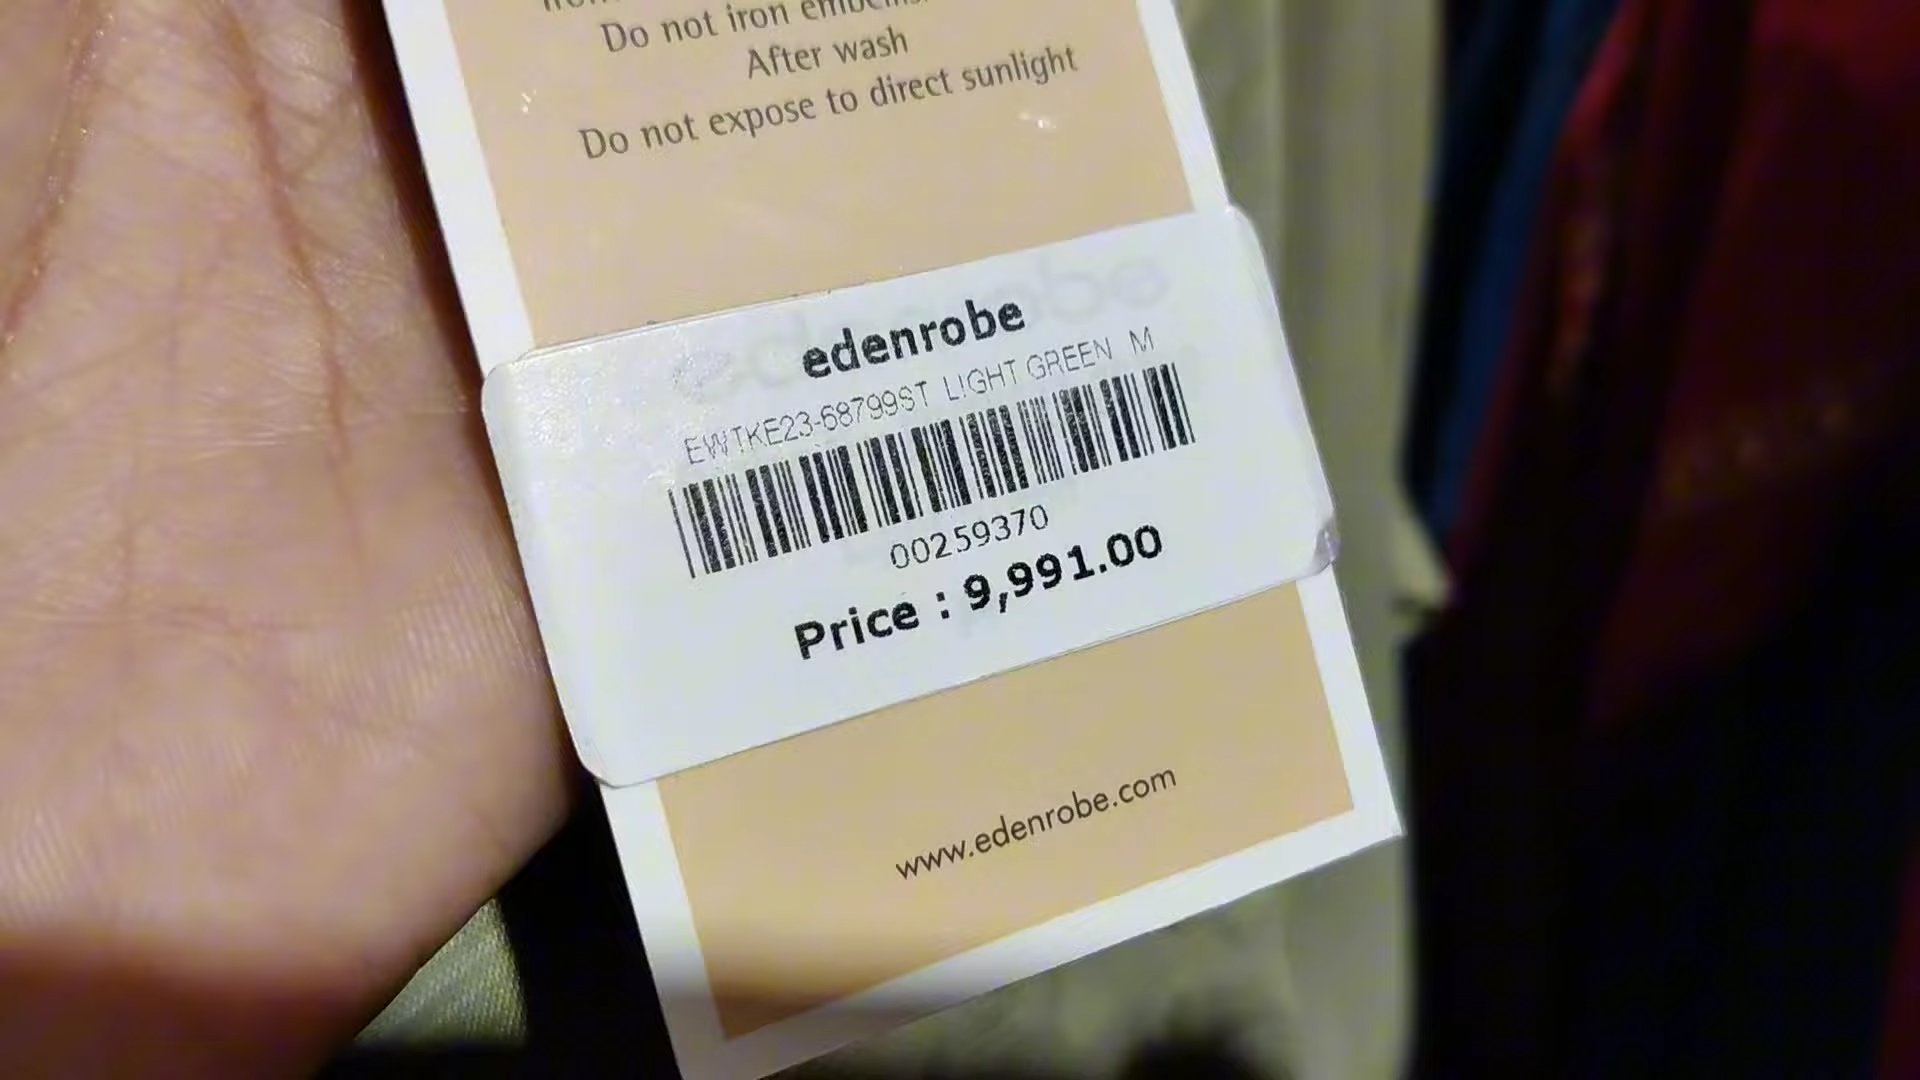 Do not iron
After wash
Do not expose to direct sunlight
edenrobe
EWTKE23-68799ST LIGHT GREEN M
00259370
Price : 9,991.00
www.edenrobe.com